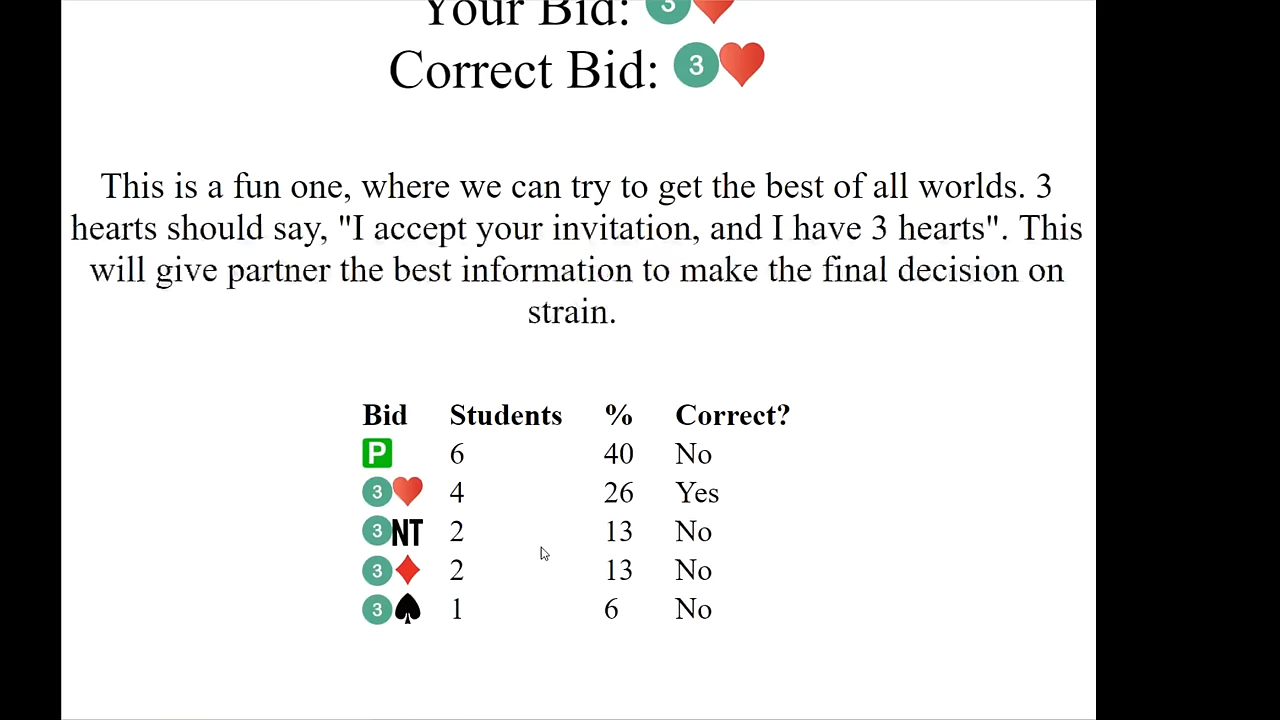 Your Bid: 3♥
Correct Bid: 3♥
This is a fun one, where we can try to get the best of all worlds. 3
hearts should say, "I accept your invitation, and I have 3 hearts". This
will give partner the best information to make the final decision on
strain.
Bid Students % Correct?
P 6 40 No
3♥ 4 26 Yes
3NT 2 13 No
3♦ 2 13 No
3♠ 1 6 No